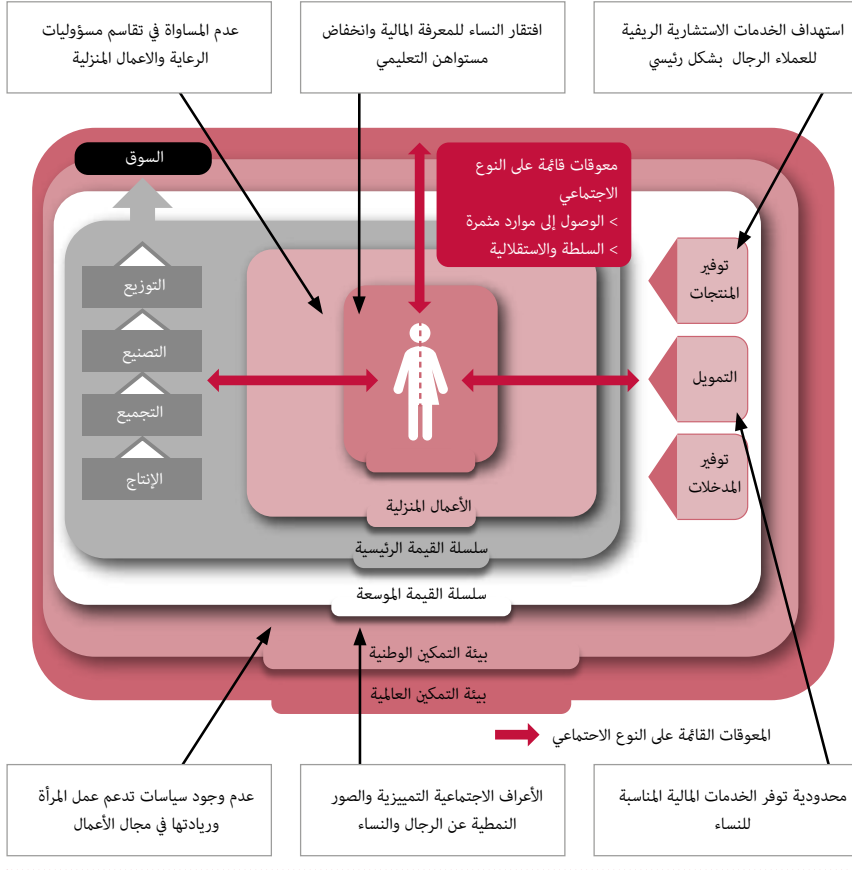 استهداف الخدمات الاستشارية الريفية
للعملاء الرجال بشكل رئيسي
افتقار النساء للمعرفة المالية وانخفاض
مستواهن التعليمي
عدم المساواة في تقاسم مسؤوليات
الرعاية والاعمال المنزلية
السوق
معوقات قائمة على النوع
الاجتماعي
> الوصول إلى موارد مثمرة
> السلطة والاستقلالية
توفير
المنتجات
التمويل
توفير
المدخلات
التوزيع
التصنيع
التجميع
الإنتاج
الأعمال المنزلية
سلسلة القيمة الرئيسية
سلسلة القيمة الموسعة
بيئة التمكين الوطنية
بيئة التمكين العالمية
المعوقات القائمة على النوع الاحتماعي
محدودية توفر الخدمات المالية المناسبة
للنساء
الأعراف الاجتماعية التمييزية والصور
النمطية عن الرجال والنساء
عدم وجود سياسات تدعم عمل المرأة
وريادتها في مجال الأعمال